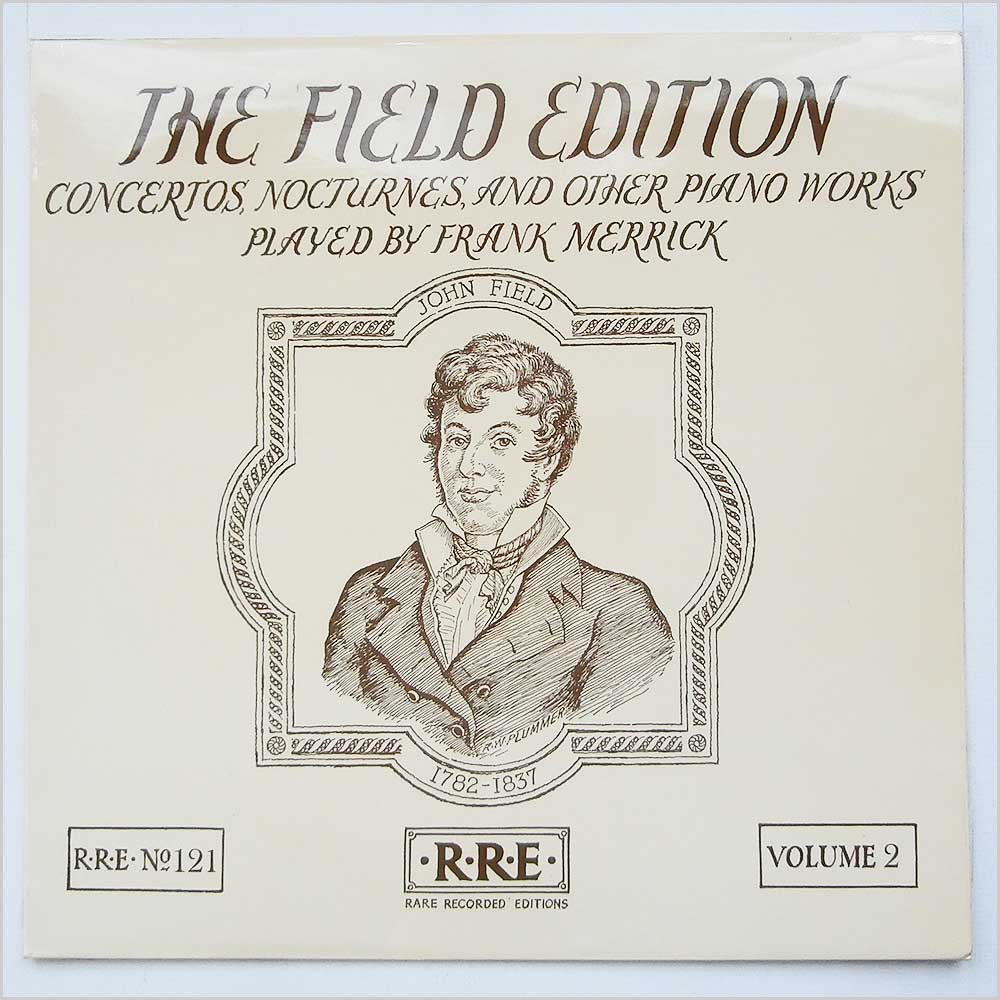 THE FIELD EDITION
CONCERTOS, NOCTURNES, AND OTHER PIANO WORKS
PLAYED BY FRANK MERRICK
JOHN FIELD
R.W.PLUMMER
1782-1837
R·R·E· Nº121
·R·R·E·
RARE RECORDED EDITIONS
VOLUME 2